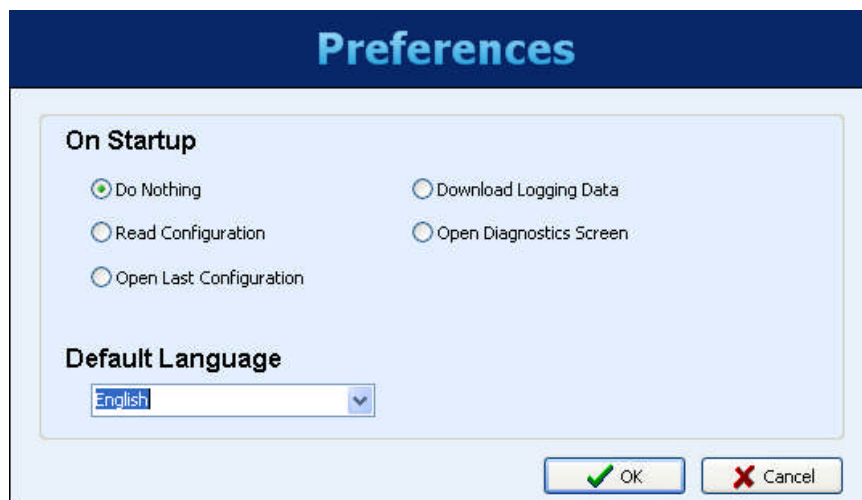 Preferences
On Startup
Do Nothing
Download Logging Data
Read Configuration
Open Diagnostics Screen
Open Last Configuration
Default Language
English
OK
Cancel